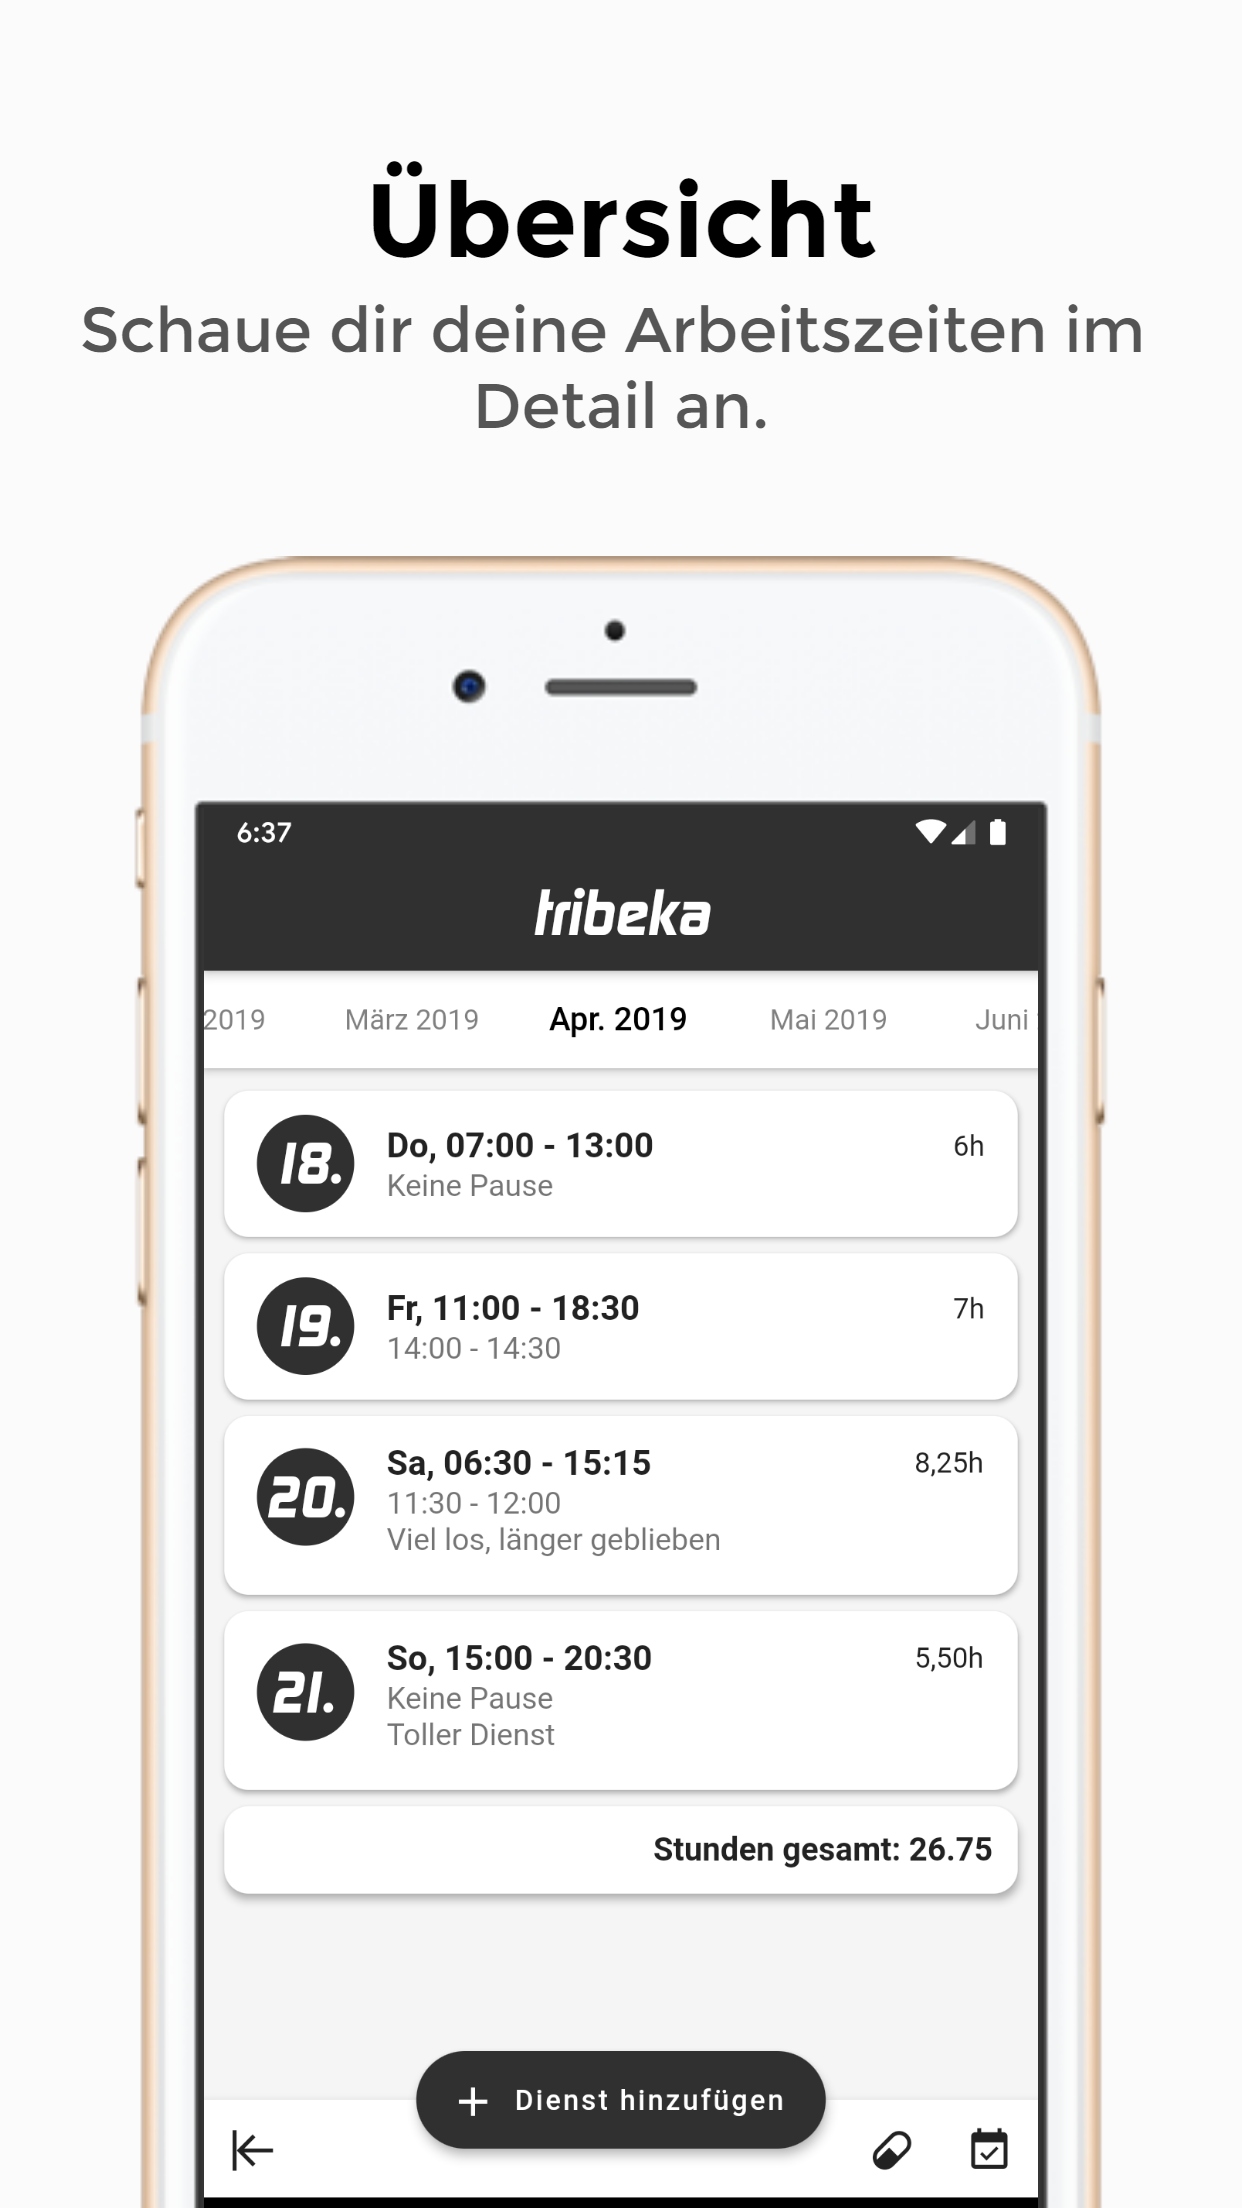 Übersicht
Schaue dir deine Arbeitszeiten im
Detail an.
6:37
tribeka
2019 März 2019 Apr. 2019 Mai 2019 Juni
18. Do, 07:00 - 13:00 6h
Keine Pause
19. Fr, 11:00 - 18:30 7h
14:00 - 14:30
20. Sa, 06:30 - 15:15 8,25h
11:30 - 12:00
Viel los, länger geblieben
21. So, 15:00 - 20:30 5,50h
Keine Pause
Toller Dienst
Stunden gesamt: 26.75
+ Dienst hinzufügen